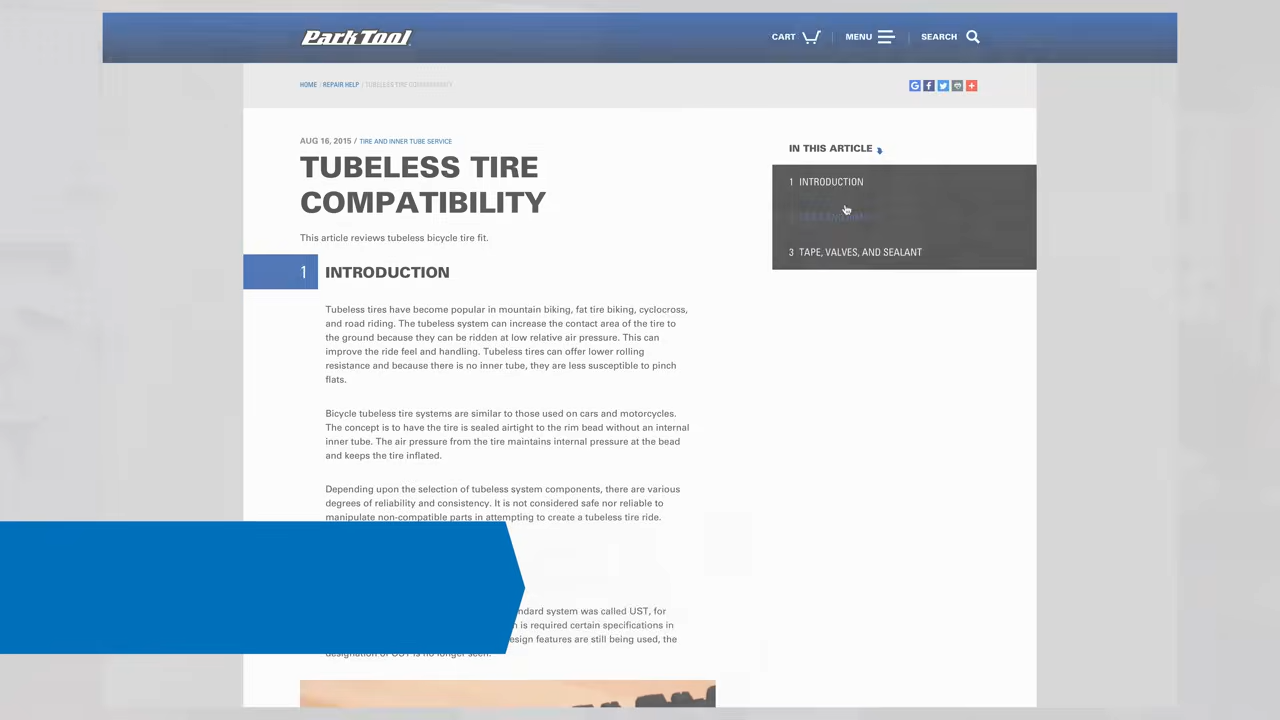 Park Tool
CART
MENU
SEARCH
HOME / REPAIR HELP / TUBELESS TIRE
AUG 16, 2015 / TIRE AND INNER TUBE SERVICE
TUBELESS TIRE
COMPATIBILITY
This article reviews tubeless bicycle tire fit.
IN THIS ARTICLE
1 INTRODUCTION
3 TAPE, VALVES, AND SEALANT
1 INTRODUCTION
Tubeless tires have become popular in mountain biking, fat tire biking, cyclocross,
and road riding. The tubeless system can increase the contact area of the tire to
the ground because they can be ridden at low relative air pressure. This can
improve the ride feel and handling. Tubeless tires can offer lower rolling
resistance and because there is no inner tube, they are less susceptible to pinch
flats.
Bicycle tubeless tire systems are similar to those used on cars and motorcycles.
The concept is to have the tire is sealed airtight to the rim bead without an internal
inner tube. The air pressure from the tire maintains internal pressure at the bead
and keeps the tire inflated.
Depending upon the selection of tubeless system components, there are various
degrees of reliability and consistency. It is not considered safe nor reliable to
manipulate non-compatible parts in attempting to create a tubeless tire ride.
system was called UST, for
is required certain specifications in
design features are still being used, the
designation of UST is no longer seen.